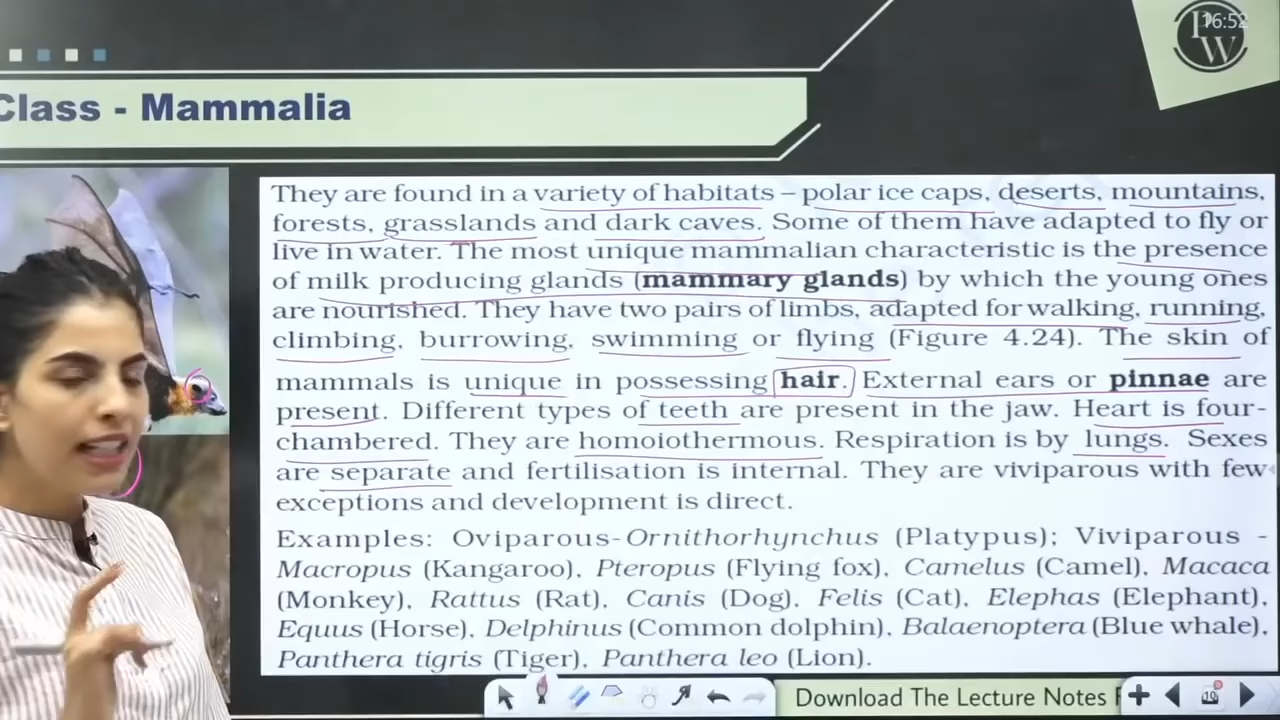 16:52
PW
Class - Mammalia
They are found in a variety of habitats – polar ice caps, deserts, mountains,
forests, grasslands and dark caves. Some of them have adapted to fly or
live in water. The most unique mammalian characteristic is the presence
of milk producing glands (mammary glands) by which the young ones
are nourished. They have two pairs of limbs, adapted for walking, running,
climbing, burrowing, swimming or flying (Figure 4.24). The skin of
mammals is unique in possessing hair. External ears or pinnae are
present. Different types of teeth are present in the jaw. Heart is four-
chambered. They are homoiothermous. Respiration is by lungs. Sexes
are separate and fertilisation is internal. They are viviparous with few
exceptions and development is direct.
Examples: Oviparous-Ornithorhynchus (Platypus); Viviparous -
Macropus (Kangaroo), Pteropus (Flying fox), Camelus (Camel), Macaca
(Monkey), Rattus (Rat), Canis (Dog), Felis (Cat), Elephas (Elephant),
Equus (Horse), Delphinus (Common dolphin), Balaenoptera (Blue whale),
Panthera tigris (Tiger), Panthera leo (Lion).
Download The Lecture Notes
10